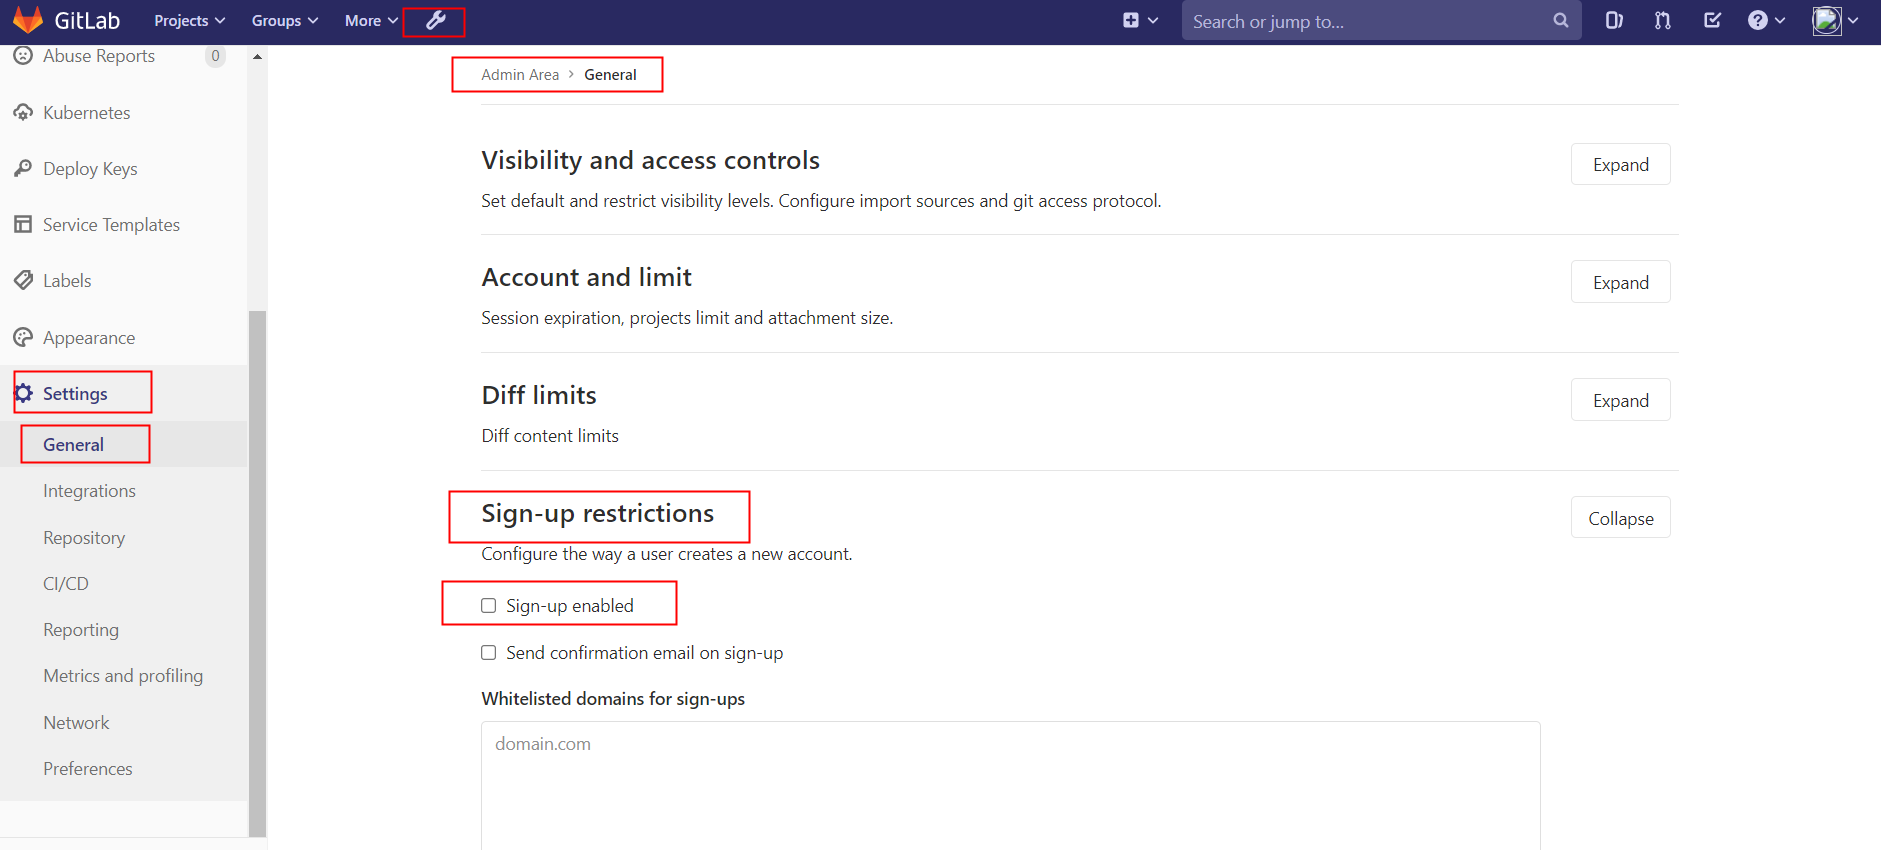 GitLab Projects Groups More Search or jump to...
Abuse Reports 0
Kubernetes
Deploy Keys
Service Templates
Labels
Appearance
Settings
General
Integrations
Repository
CI/CD
Reporting
Metrics and profiling
Network
Preferences
Admin Area > General
Visibility and access controls
Expand
Set default and restrict visibility levels. Configure import sources and git access protocol.
Account and limit
Expand
Session expiration, projects limit and attachment size.
Diff limits
Expand
Diff content limits
Sign-up restrictions
Collapse
Configure the way a user creates a new account.
Sign-up enabled
Send confirmation email on sign-up
Whitelisted domains for sign-ups
domain.com